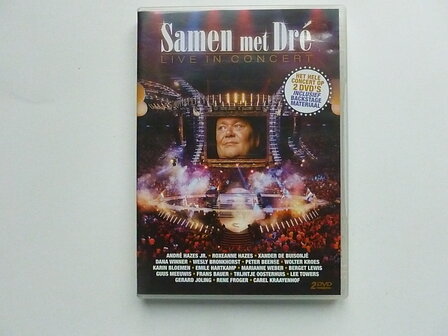 Samen met Dré
LIVE IN CONCERT
HET HELE
CONCERT OP
2 DVD'S
INCLUSIEF
BACKSTAGE
MATERIAAL
ANDRÉ HAZES JR. • ROXEANNE HAZES • XANDER DE BUISONJÉ
DANA WINNER • WESLY BRONKHORST • PETER BEENSE • WOLTER KROES
KARIN BLOEMEN • EMILE HARTKAMP • MARIANNE WEBER • BERGET LEWIS
GUUS MEEUWIS • FRANS BAUER • TRIJNTJE OOSTERHUIS • LEE TOWERS
GERARD JOLING • RENE FROGER • CAREL KRAAYENHOF
2 DVD